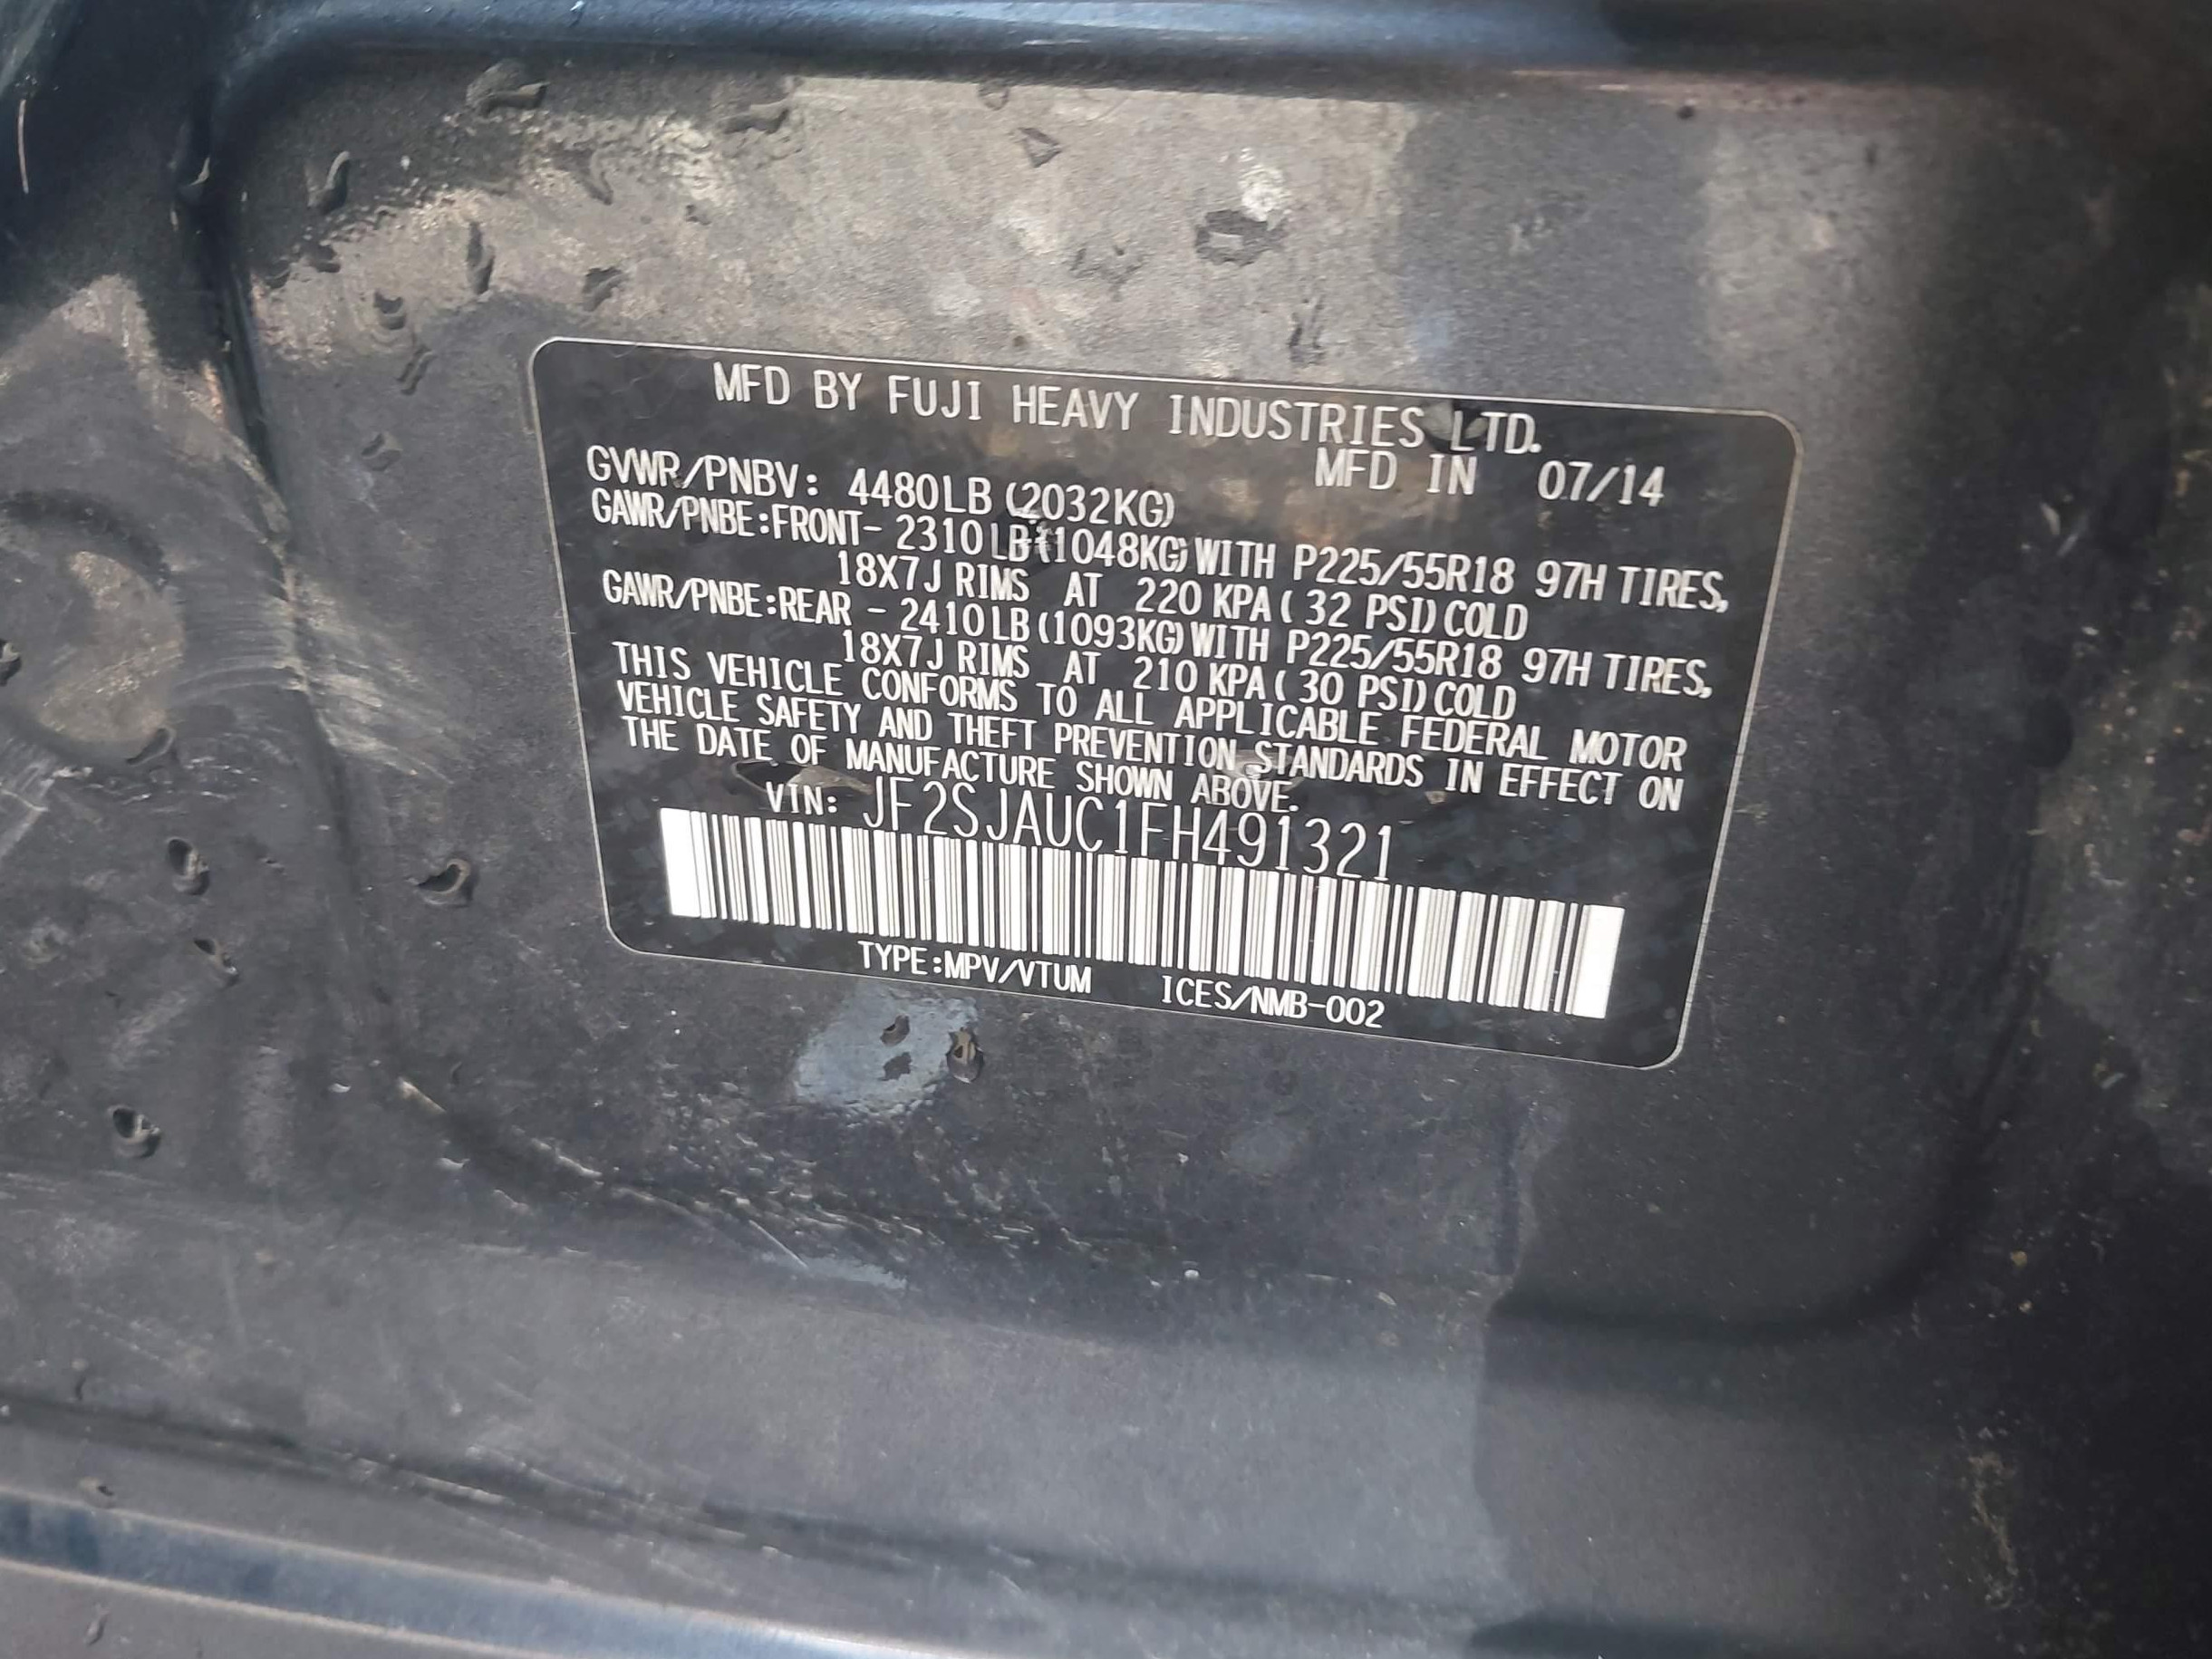 MFD BY FUJI HEAVY INDUSTRIES LTD.
MFD IN 07/14
GVWR/PNBV: 4480LB (2032KG)
GAWR/PNBE:FRONT- 2310LB(1048KG)WITH P225/55R18 97H TIRES,
18X7J RIMS AT 220 KPA( 32 PSI)COLD
GAWR/PNBE:REAR - 2410LB(1093KG)WITH P225/55R18 97H TIRES,
18X7J RIMS AT 210 KPA( 30 PSI)COLD
THIS VEHICLE CONFORMS TO ALL APPLICABLE FEDERAL MOTOR
VEHICLE SAFETY AND THEFT PREVENTION STANDARDS IN EFFECT ON
THE DATE OF MANUFACTURE SHOWN ABOVE.
VIN: JF2SJAUC1FH491321
TYPE:MPV/VTUM ICES/NMB-002